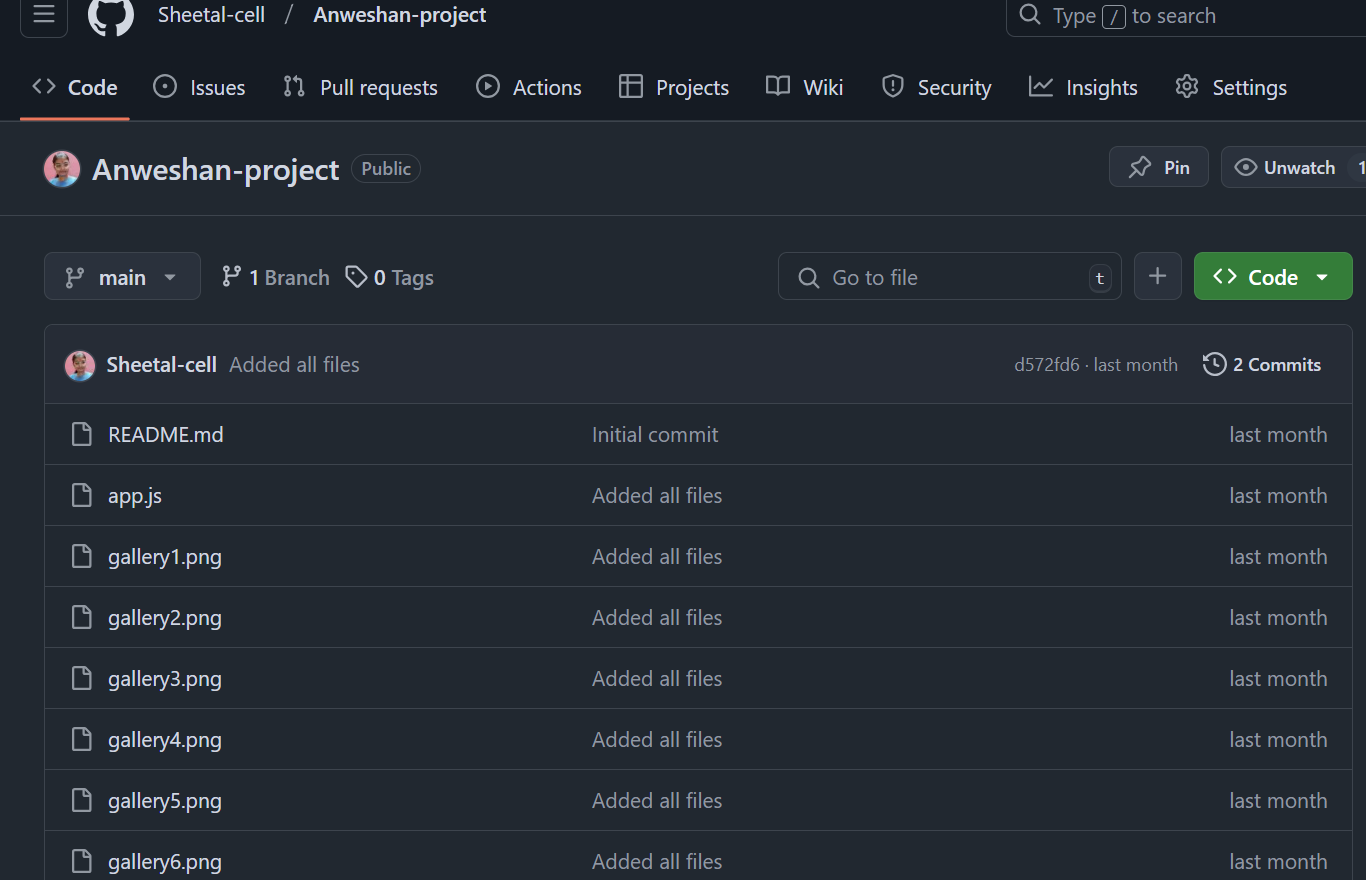 Sheetal-cell / Anweshan-project Type / to search
Code Issues Pull requests Actions Projects Wiki Security Insights Settings
Anweshan-project Public Pin Unwatch 1
main 1 Branch 0 Tags Go to file t + Code
Sheetal-cell Added all files d572fd6 · last month 2 Commits
README.md Initial commit last month
app.js Added all files last month
gallery1.png Added all files last month
gallery2.png Added all files last month
gallery3.png Added all files last month
gallery4.png Added all files last month
gallery5.png Added all files last month
gallery6.png Added all files last month